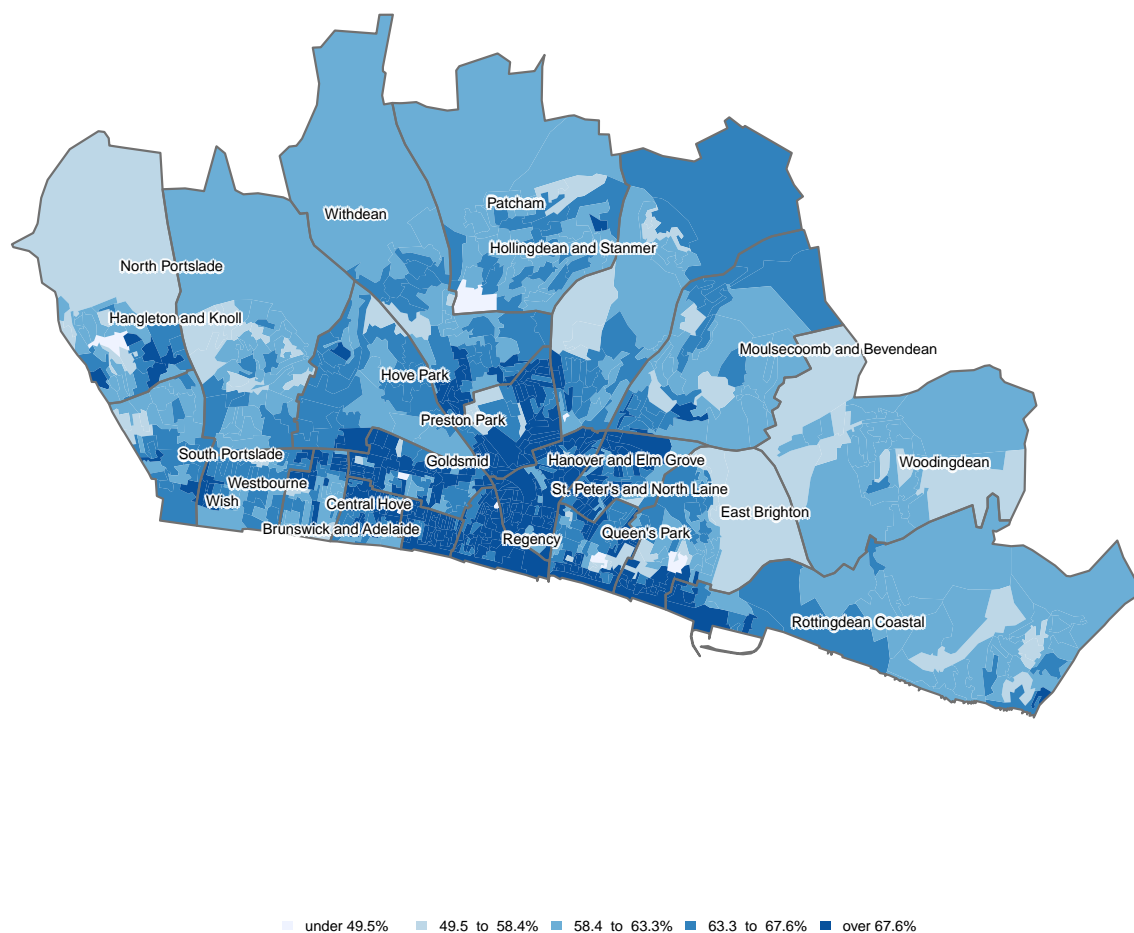 Patcham
Withdean
Hollingdean and Stanmer
North Portslade
Hangleton and Knoll
Moulsecoomb and Bevendean
Hove Park
Preston Park
South Portslade
Goldsmid
Hanover and Elm Grove
Woodingdean
Westbourne
St. Peter's and North Laine
Wish
Central Hove
East Brighton
Brunswick and Adelaide
Queen's Park
Regency
Rottingdean Coastal
under 49.5% 49.5 to 58.4% 58.4 to 63.3% 63.3 to 67.6% over 67.6%